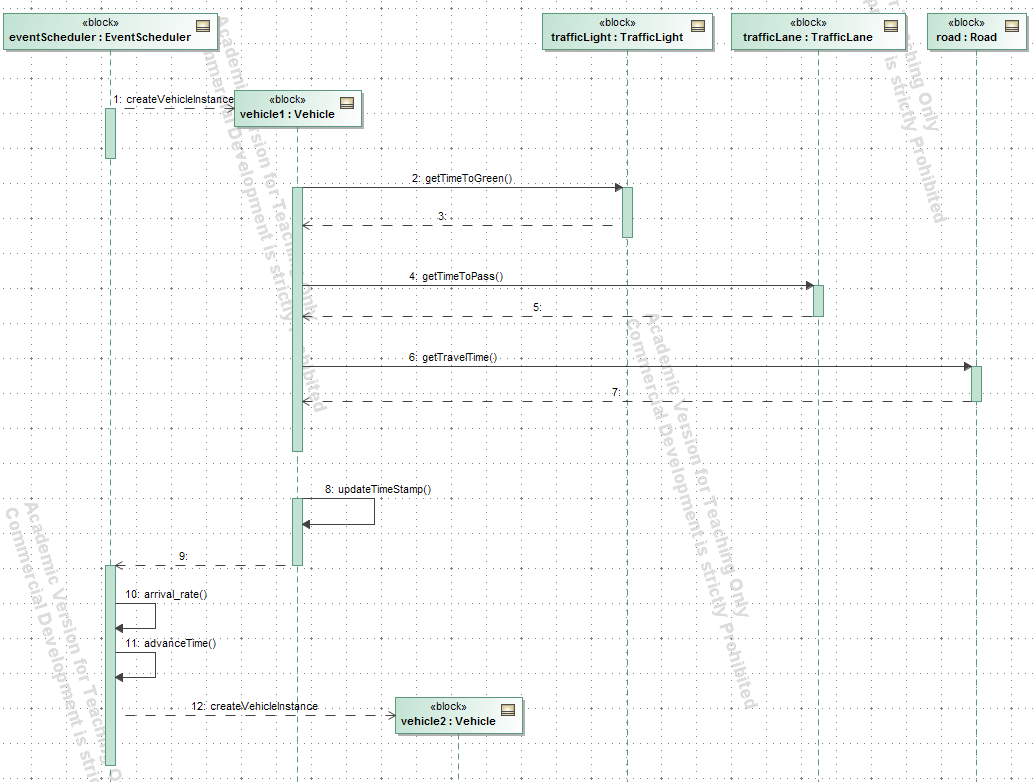 «block»
eventScheduler : EventScheduler
«block»
trafficLight : TrafficLight
«block»
trafficLane : TrafficLane
«block»
road : Road
1: createVehicleInstance
«block»
vehicle1 : Vehicle
2: getTimeToGreen()
3:
4: getTimeToPass()
5:
6: getTravelTime()
7:
8: updateTimeStamp()
9:
10: arrival_rate()
11: advanceTime()
12: createVehicleInstance
«block»
vehicle2 : Vehicle
Academic Version for Teaching Only
Commercial Development is strictly Prohibited
Academic Version for Teaching Only
Commercial Development is strictly Prohibited